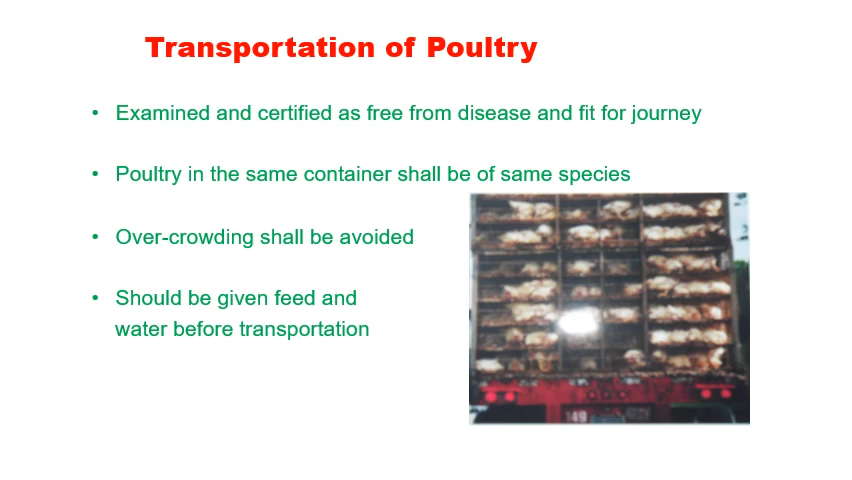 Transportation of Poultry
• Examined and certified as free from disease and fit for journey
• Poultry in the same container shall be of same species
• Over-crowding shall be avoided
• Should be given feed and
water before transportation
149